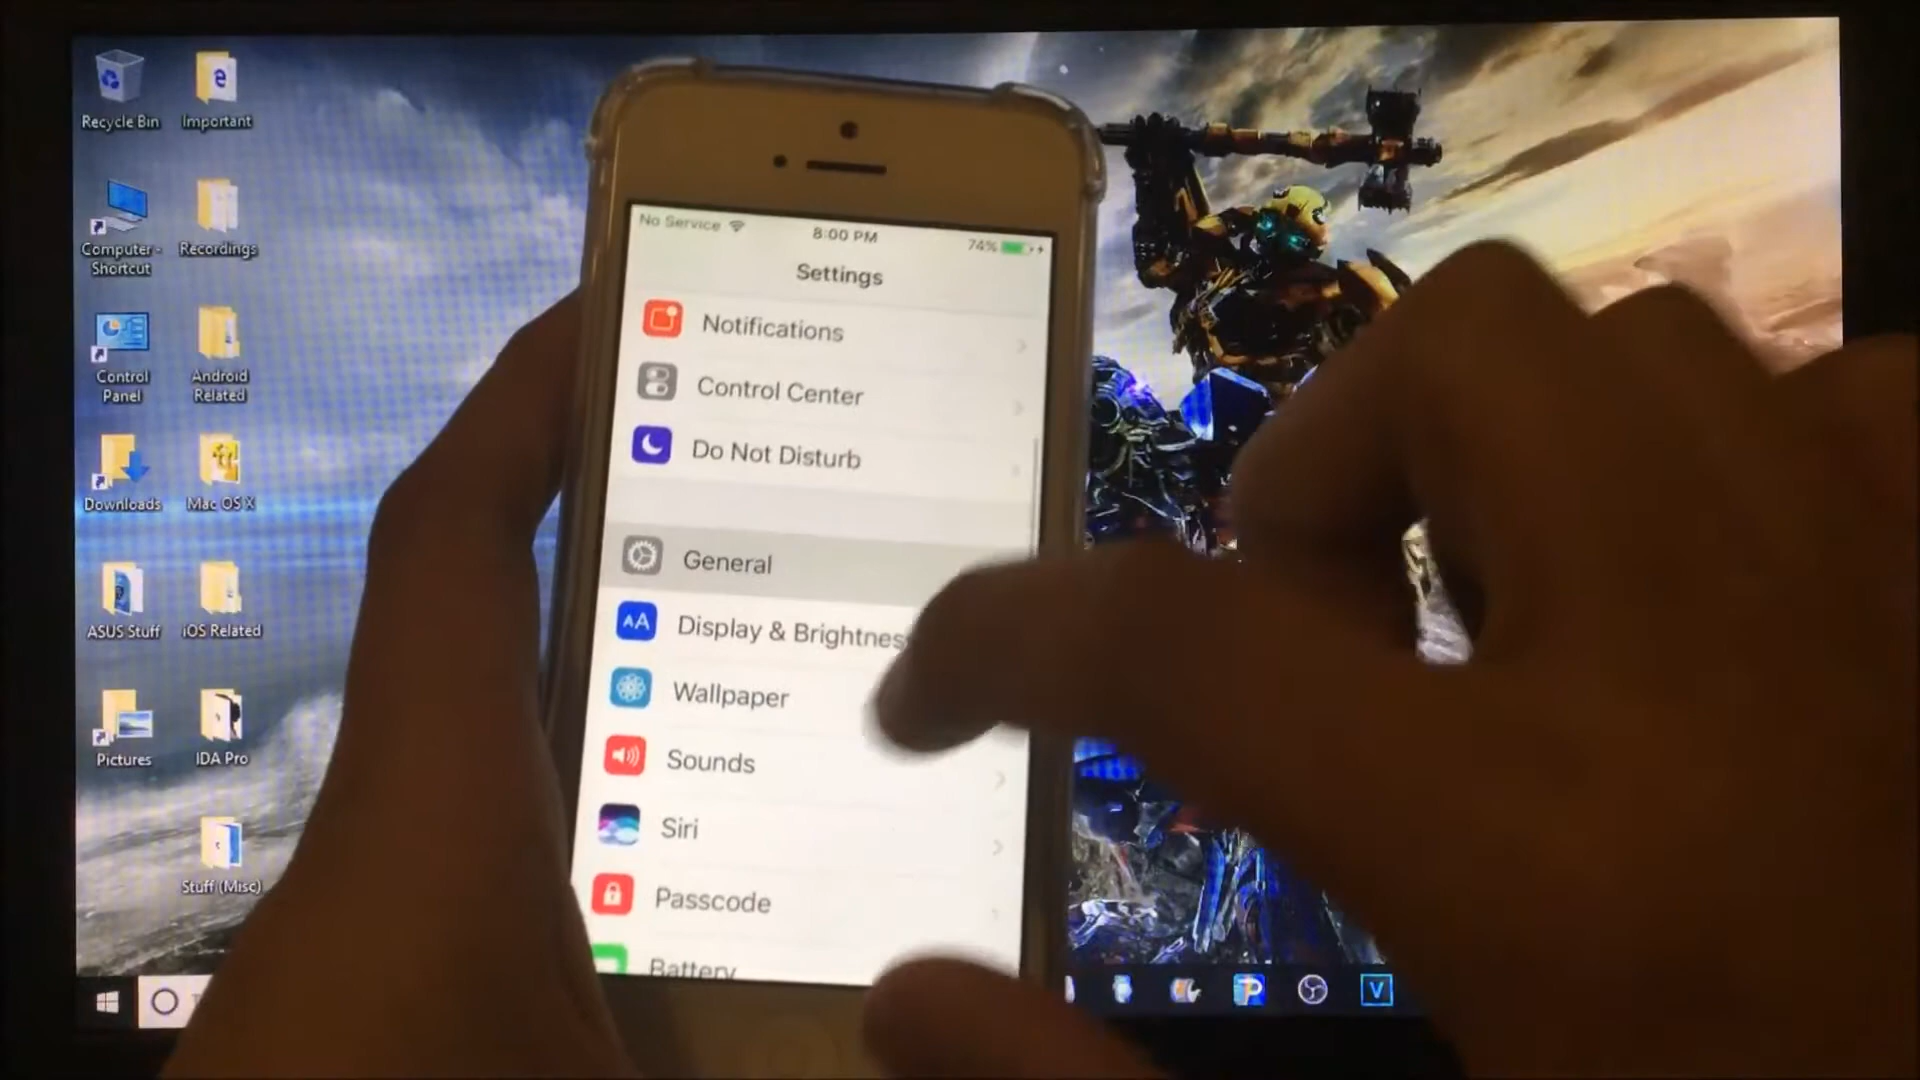 Recycle Bin
Important
Computer -
Shortcut
Recordings
Control
Panel
Android
Related
Downloads
Mac OS X
ASUS Stuff
iOS Related
Pictures
IDA Pro
Stuff (Misc)
No Service
8:00 PM
74%
Settings
Notifications
Control Center
Do Not Disturb
General
AA
Display & Brightnes
Wallpaper
Sounds
Siri
Passcode
Battery
P
V